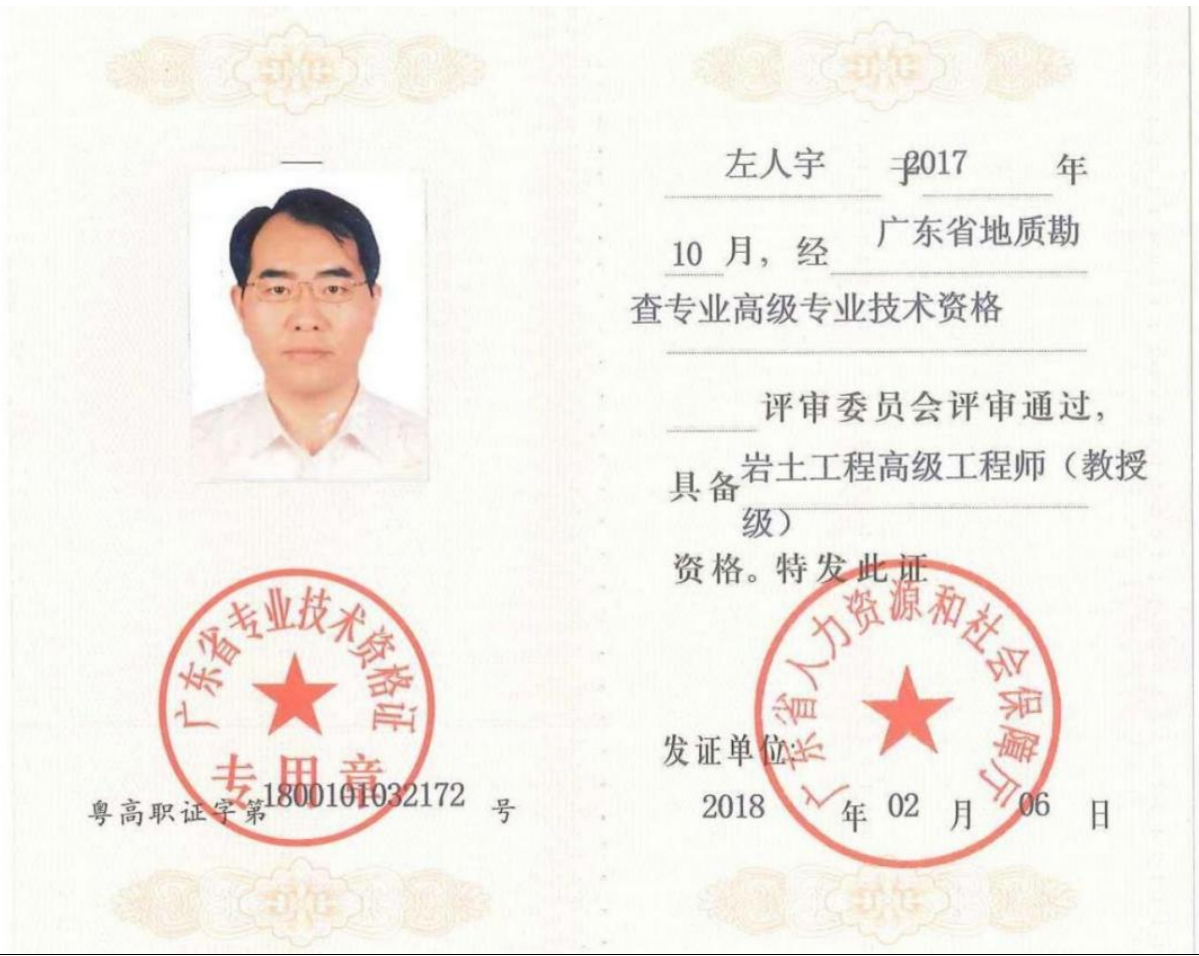 广东省专业技术资格证
专用章
粤高职证字第1800101032172 号
左人宇 于2017 年
10 月，经 广东省地质勘
查专业高级专业技术资格
评审委员会评审通过，
具备岩土工程高级工程师（教授
级）
资格。特发此证
广东省人力资源和社会保障厅
发证单位：
2018 年 02 月 06 日